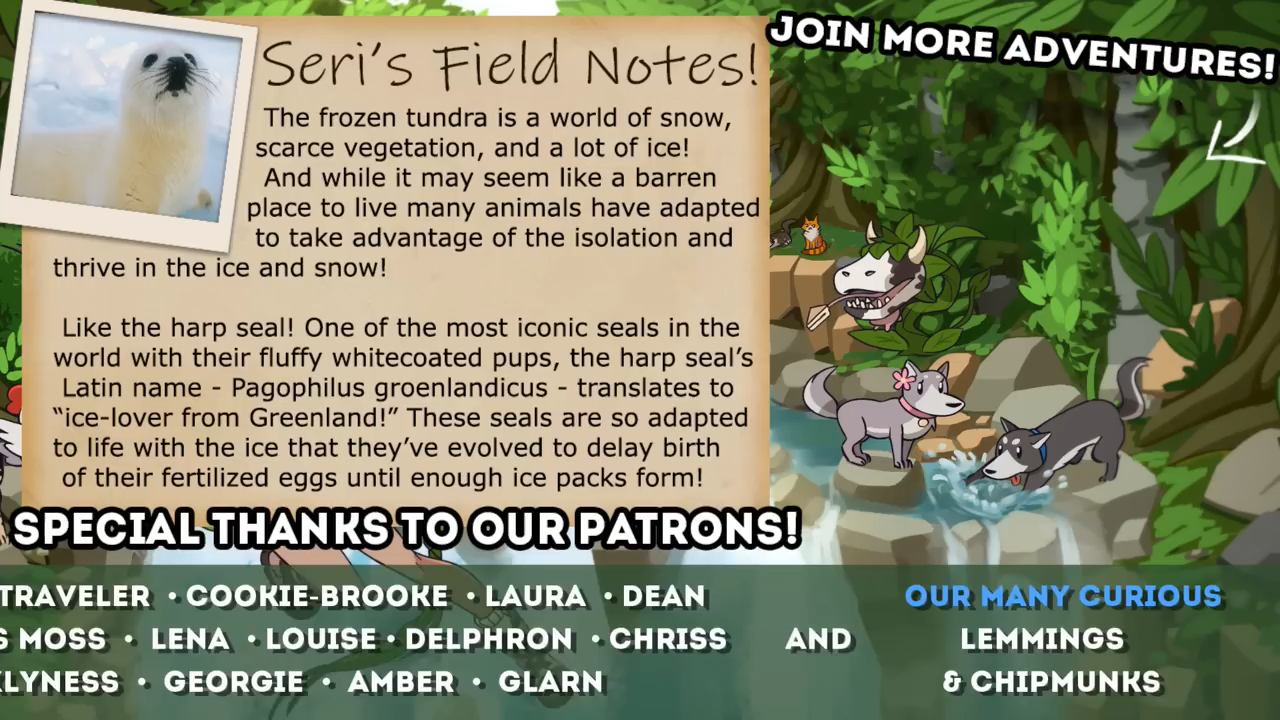 Seri's Field Notes!
JOIN MORE ADVENTURES!
The frozen tundra is a world of snow,
scarce vegetation, and a lot of ice!
And while it may seem like a barren
place to live many animals have adapted
to take advantage of the isolation and
thrive in the ice and snow!
Like the harp seal! One of the most iconic seals in the
world with their fluffy whitecoated pups, the harp seal's
Latin name - Pagophilus groenlandicus - translates to
“ice-lover from Greenland!” These seals are so adapted
to life with the ice that they've evolved to delay birth
of their fertilized eggs until enough ice packs form!
SPECIAL THANKS TO OUR PATRONS!
TRAVELER • COOKIE-BROOKE • LAURA • DEAN OUR MANY CURIOUS
MOSS • LENA • LOUISE • DELPHRON • CHRISS AND LEMMINGS
• GEORGIE • AMBER • GLARN & CHIPMUNKS